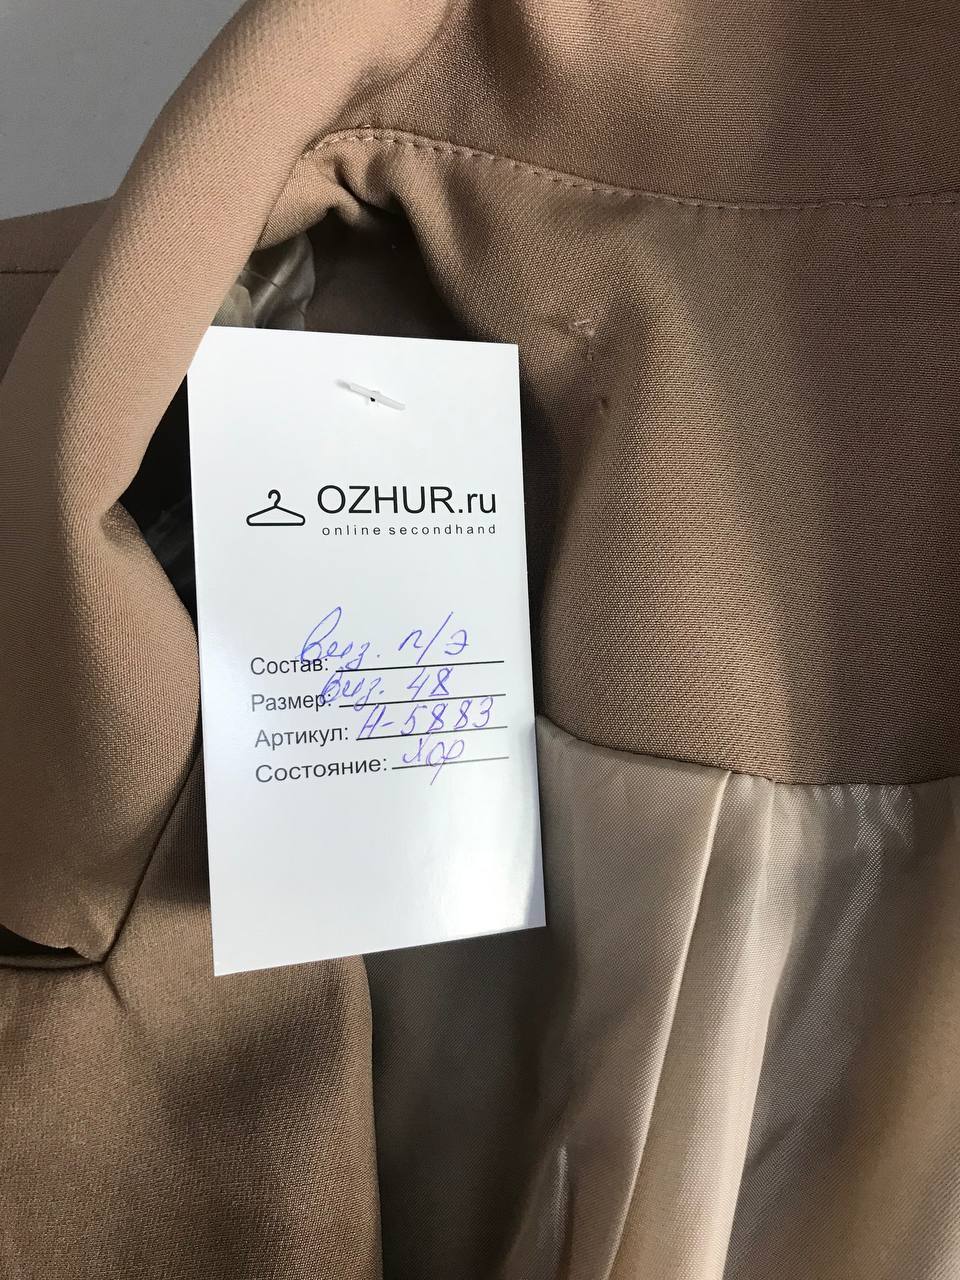 OZHUR.ru
online secondhand
Состав: Виз. п/э
Размер: Виз. 48
Артикул: А-5883
Состояние: Хор